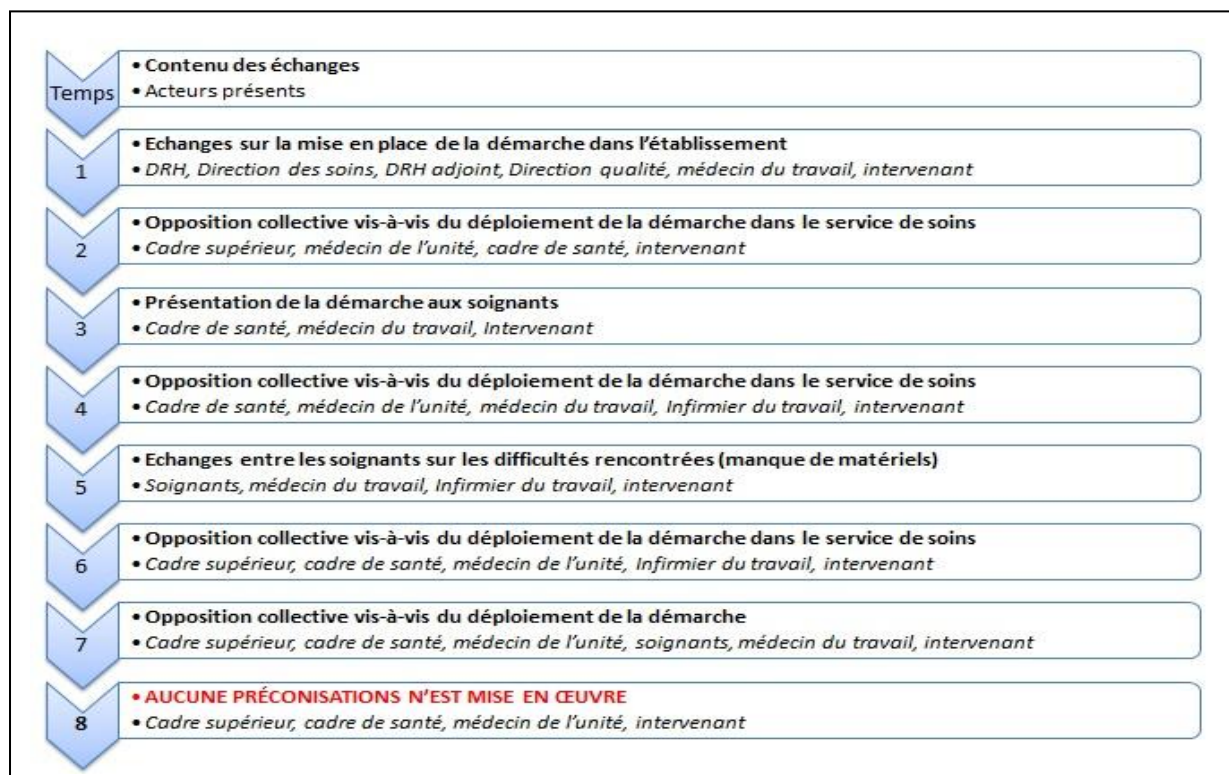 Temps
• Contenu des échanges
• Acteurs présents
1
• Echanges sur la mise en place de la démarche dans l’établissement
• DRH, Direction des soins, DRH adjoint, Direction qualité, médecin du travail, intervenant
2
• Opposition collective vis-à-vis du déploiement de la démarche dans le service de soins
• Cadre supérieur, médecin de l’unité, cadre de santé, intervenant
3
• Présentation de la démarche aux soignants
• Cadre de santé, médecin du travail, Intervenant
4
• Opposition collective vis-à-vis du déploiement de la démarche dans le service de soins
• Cadre de santé, médecin de l’unité, médecin du travail, Infirmier du travail, intervenant
5
• Echanges entre les soignants sur les difficultés rencontrées (manque de matériels)
• Soignants, médecin du travail, Infirmier du travail, intervenant
6
• Opposition collective vis-à-vis du déploiement de la démarche dans le service de soins
• Cadre supérieur, cadre de santé, médecin de l’unité, Infirmier du travail, intervenant
7
• Opposition collective vis-à-vis du déploiement de la démarche
• Cadre supérieur, cadre de santé, médecin de l’unité, soignants, médecin du travail, intervenant
8
• AUCUNE PRÉCONISATIONS N’EST MISE EN ŒUVRE
• Cadre supérieur, cadre de santé, médecin de l’unité, intervenant